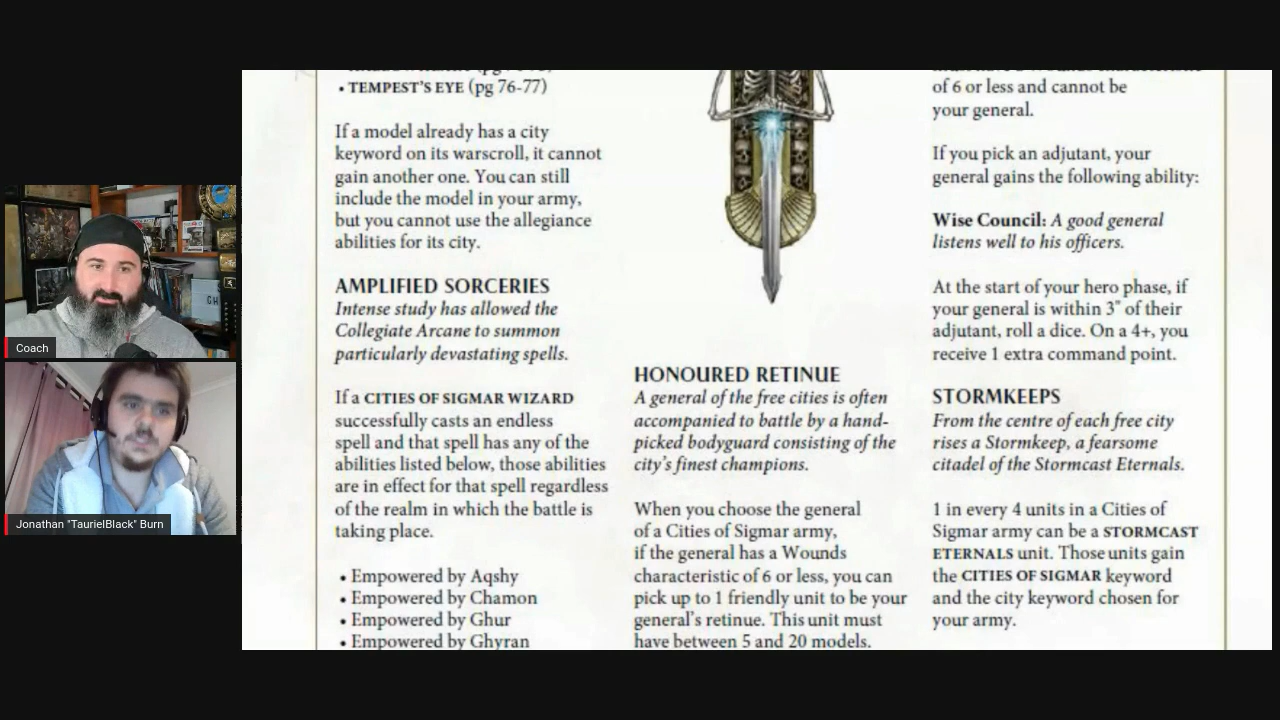 • TEMPEST'S EYE (pg 76-77)
If a model already has a city
keyword on its warscroll, it cannot
gain another one. You can still
include the model in your army,
but you cannot use the allegiance
abilities for its city.
AMPLIFIED SORCERIES
Intense study has allowed the
Collegiate Arcane to summon
particularly devastating spells.
If a CITIES OF SIGMAR WIZARD
successfully casts an endless
spell and that spell has any of the
abilities listed below, those abilities
are in effect for that spell regardless
of the realm in which the battle is
taking place.
• Empowered by Aqshy
• Empowered by Chamon
• Empowered by Ghur
• Empowered by Ghyran
HONOURED RETINUE
A general of the free cities is often
accompanied to battle by a hand-
picked bodyguard consisting of the
city's finest champions.
When you choose the general
of a Cities of Sigmar army,
if the general has a Wounds
characteristic of 6 or less, you can
pick up to 1 friendly unit to be your
general's retinue. This unit must
have between 5 and 20 models.
of 6 or less and cannot be
your general.
If you pick an adjutant, your
general gains the following ability:
Wise Council: A good general
listens well to his officers.
At the start of your hero phase, if
your general is within 3" of their
adjutant, roll a dice. On a 4+, you
receive 1 extra command point.
STORMKEEPS
From the centre of each free city
rises a Stormkeep, a fearsome
citadel of the Stormcast Eternals.
1 in every 4 units in a Cities of
Sigmar army can be a STORMCAST
ETERNALS unit. Those units gain
the CITIES OF SIGMAR keyword
and the city keyword chosen for
your army.
Coach
Jonathan "TaurielBlack" Burn